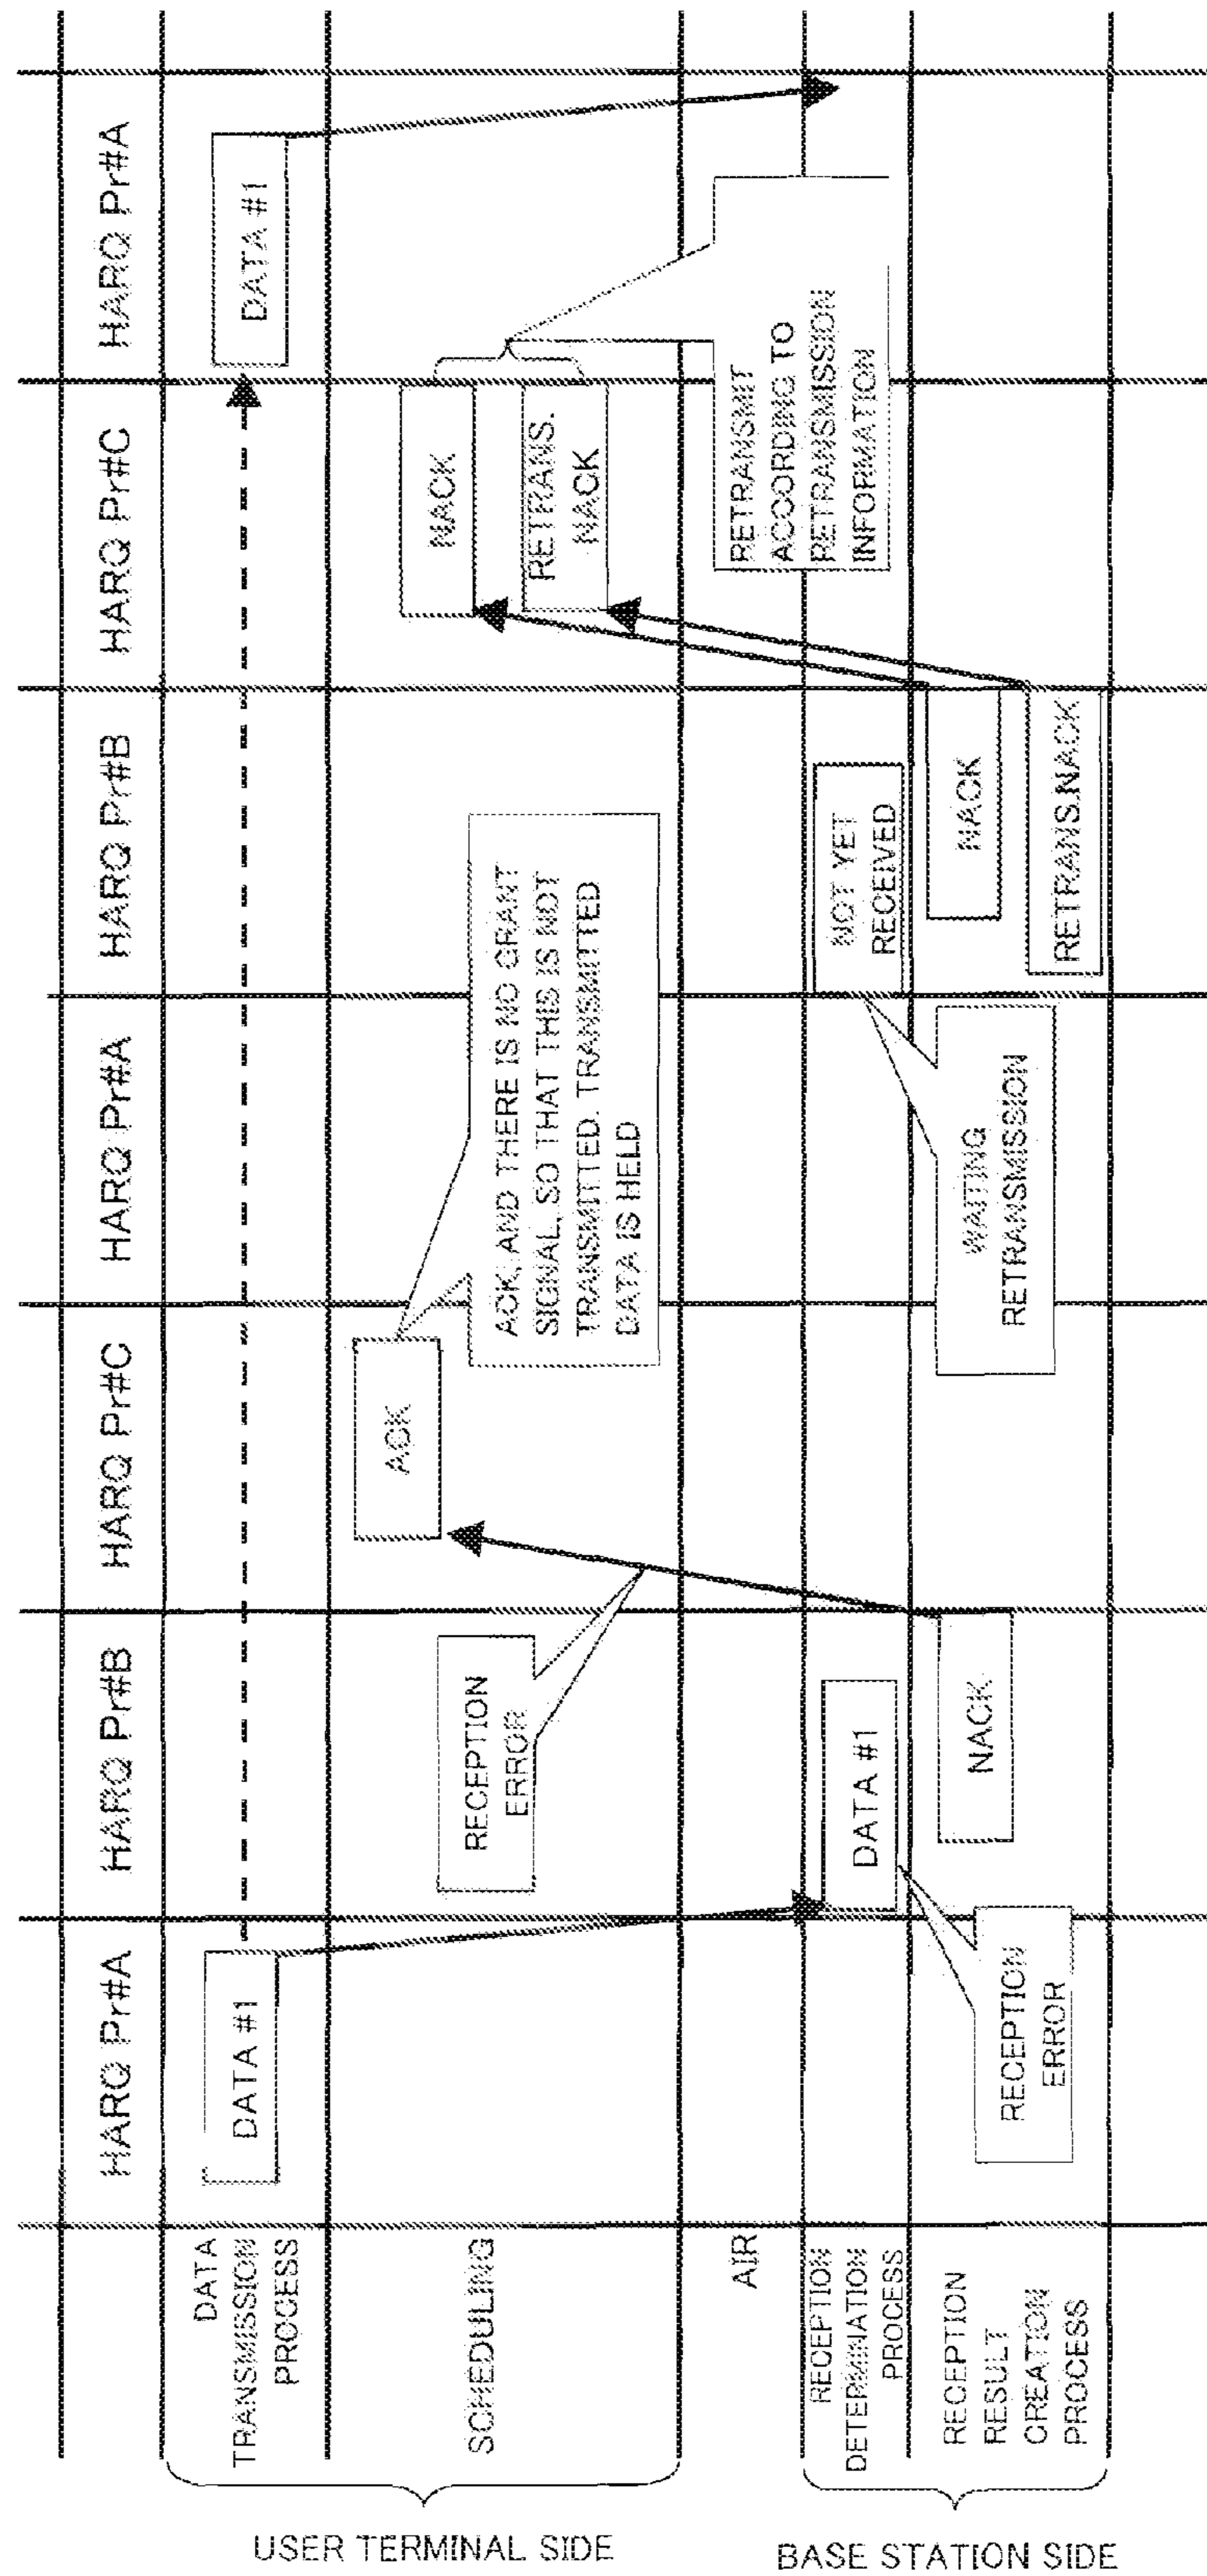 HARQ Pr#A
HARQ Pr#B
HARQ Pr#C
HARQ Pr#A
HARQ Pr#B
HARQ Pr#C
HARQ Pr#A
DATA
TRANSMISSION
PROCESS
DATA #1
DATA #1
SCHEDULING
RECEPTION
ERROR
ACK
ACK, AND THERE IS NO GRANT
SIGNAL, SO THAT THIS IS NOT
TRANSMITTED. TRANSMITTED
DATA IS HELD
NACK
RETRANS.
NACK
AIR
RETRANSMIT
ACCORDING TO
RETRANSMISSION
INFORMATION
RECEPTION
DETERMINATION
PROCESS
DATA #1
NOT YET
RECEIVED
RECEPTION
RESULT
CREATION
PROCESS
RECEPTION
ERROR
NACK
WAITING
RETRANSMISSION
NACK
RETRANS.NACK
USER TERMINAL SIDE
BASE STATION SIDE